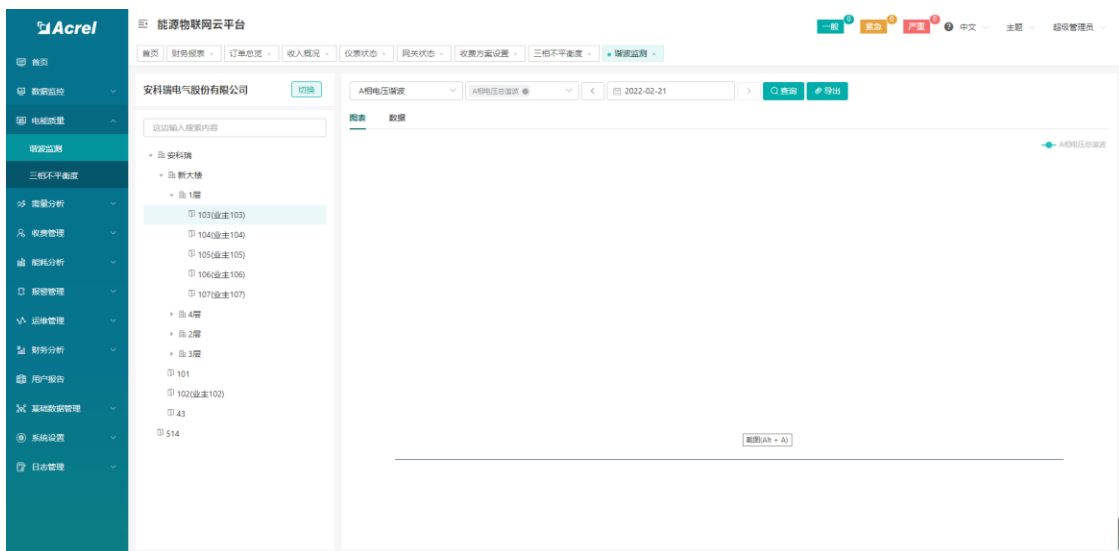 Acrel
能源物联网云平台
一般 0 紧急 0 严重 0 中文 主题 超级管理员
首页 财务报表 订单总览 收入概况 仪表状态 网关状态 收费方案设置 三相不平衡度 谐波监测
首页
数据监控
电能质量
谐波监测
三相不平衡度
需量分析
收费管理
能耗分析
报警管理
运维管理
财务分析
用户报告
基础数据管理
系统设置
日志管理
安科瑞电气股份有限公司 切换
这边输入搜索内容
安科瑞
新大楼
1层
103(业主103)
104(业主104)
105(业主105)
106(业主106)
107(业主107)
4层
2层
3层
101
102(业主102)
43
514
A相电压谐波 A相电压总谐波 2022-02-21 查询 导出
图表 数据
A相电压总谐波
截图(Alt + A)